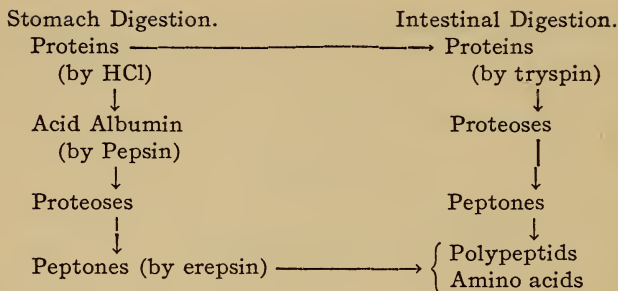 Stomach Digestion. Intestinal Digestion.
Proteins Proteins
(by HCl) (by tryspin)
Acid Albumin Proteoses
(by Pepsin)
Proteoses Peptones
Peptones (by erepsin) Polypeptids
Amino acids